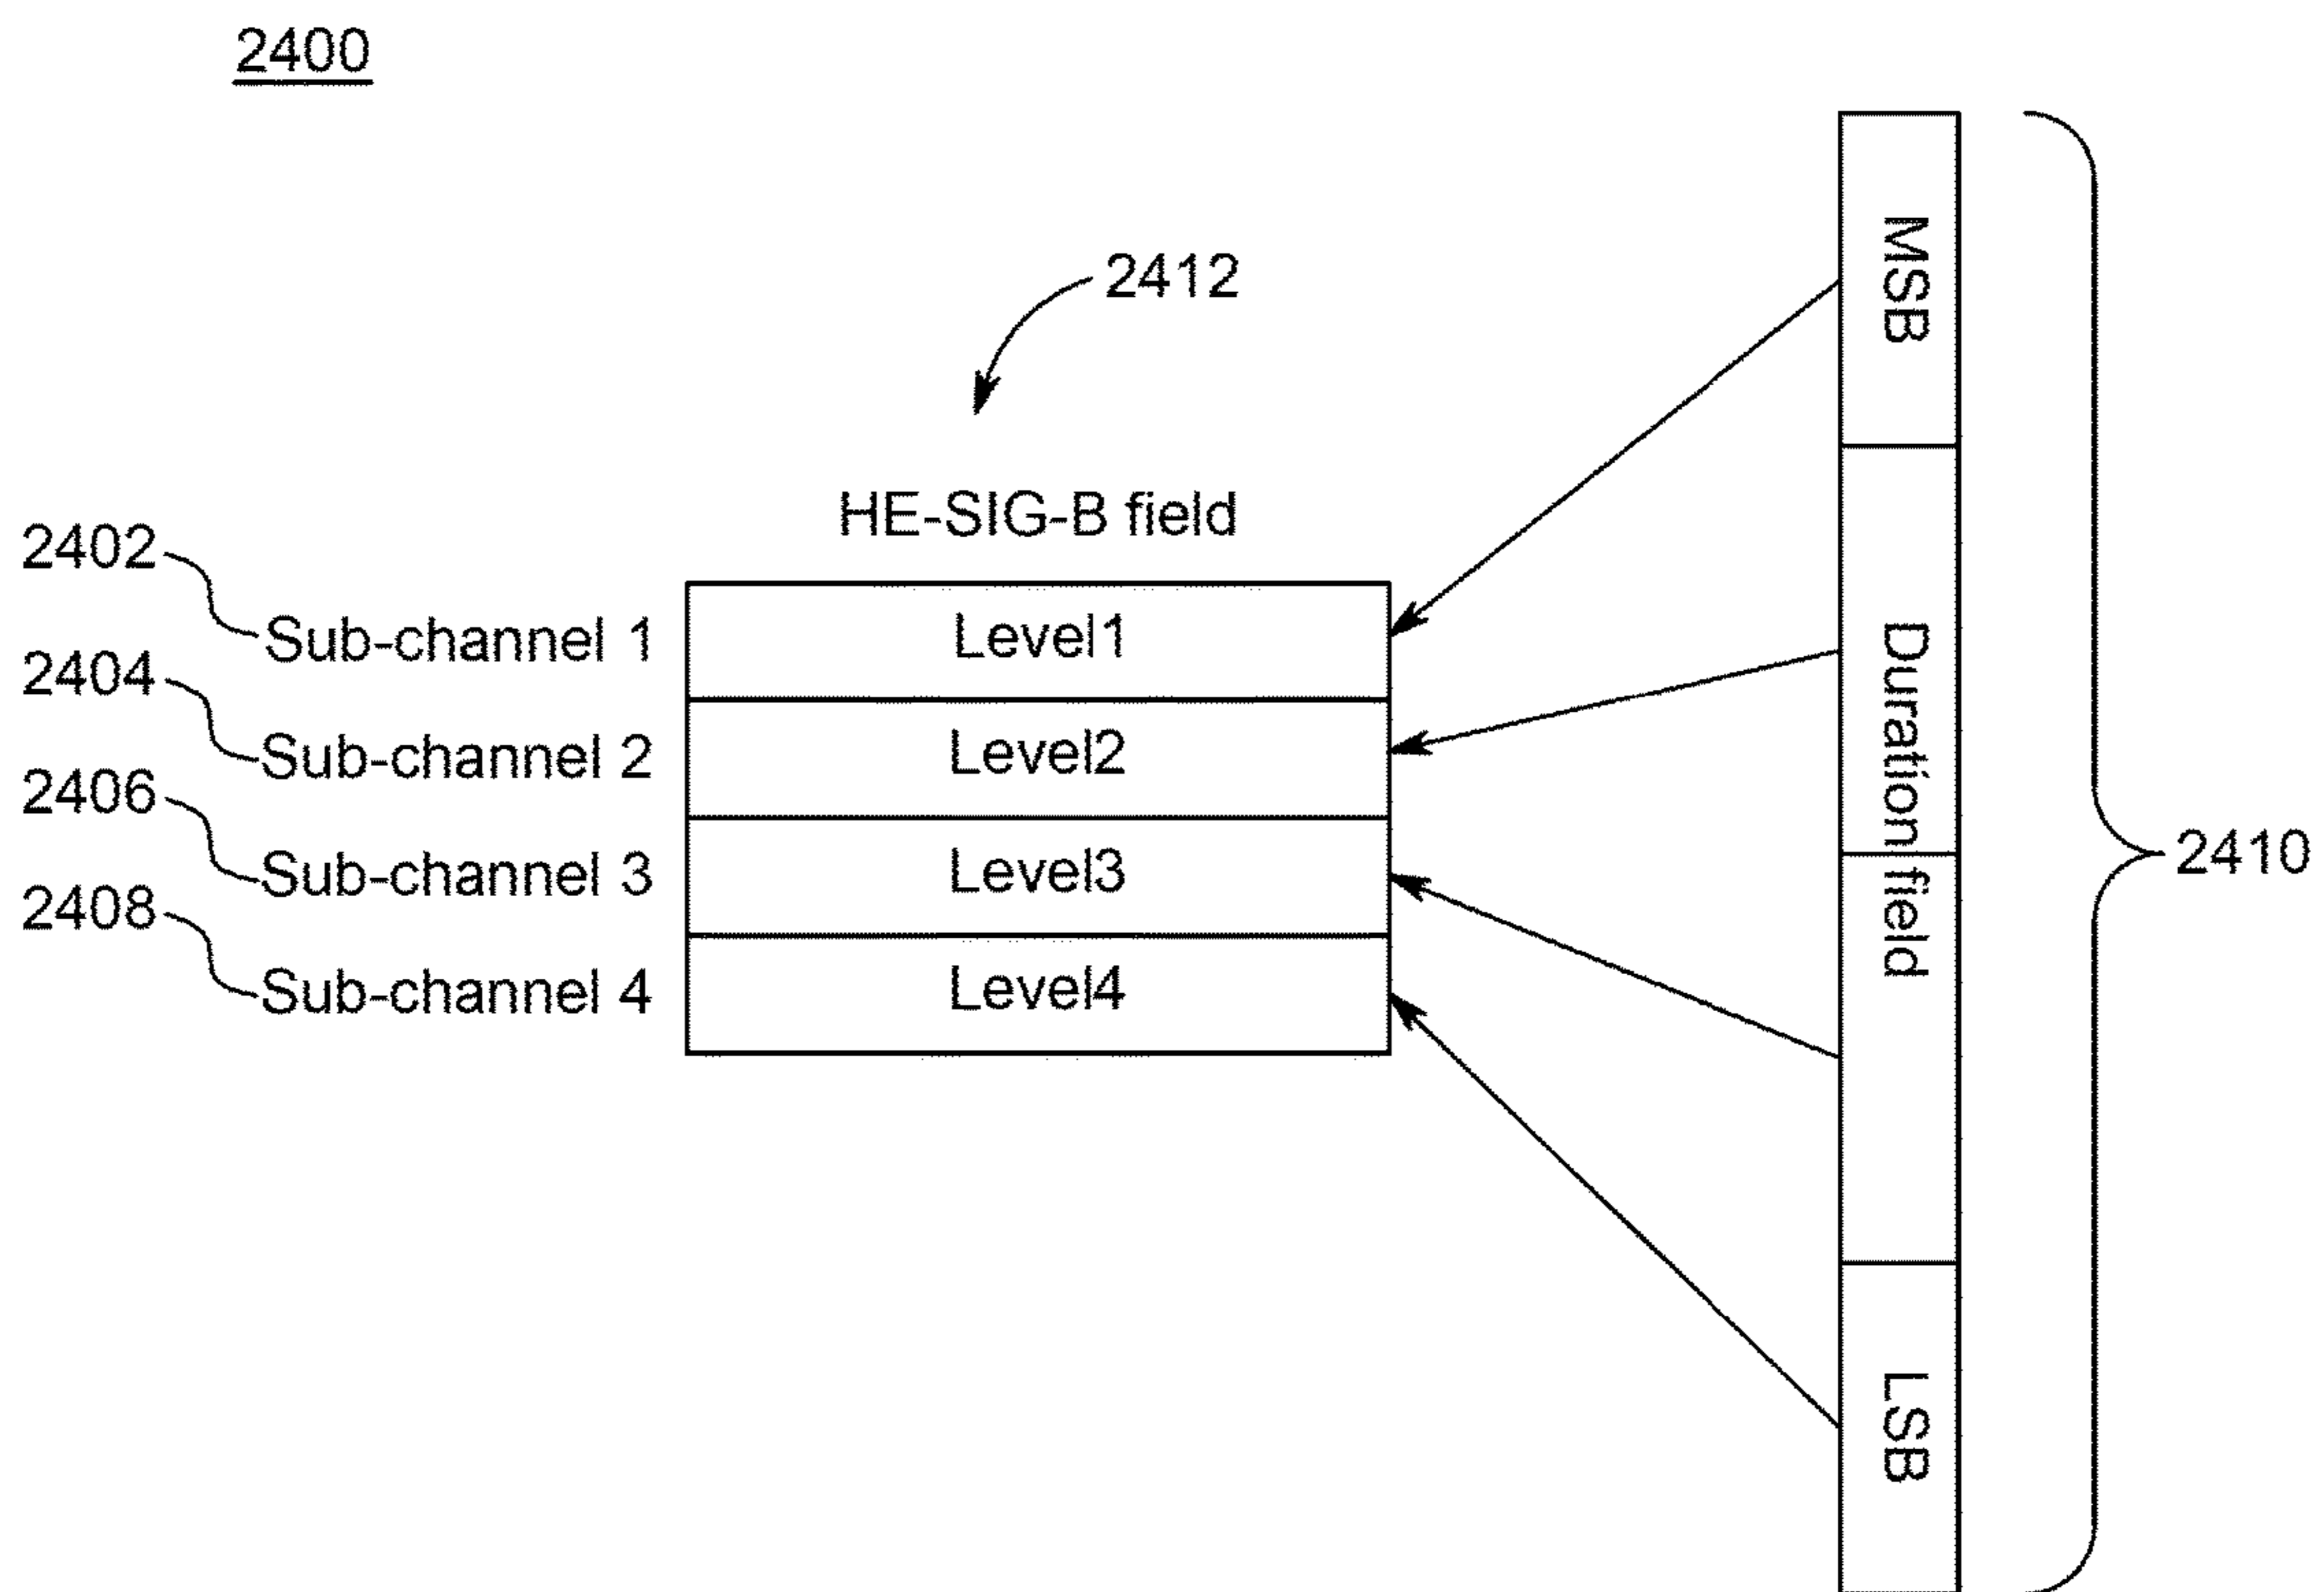 2400
2412
HE-SIG-B field
2402
Sub-channel 1
Level1
2404
Sub-channel 2
Level2
2406
Sub-channel 3
Level3
2408
Sub-channel 4
Level4
MSB
Duration field
LSB
2410